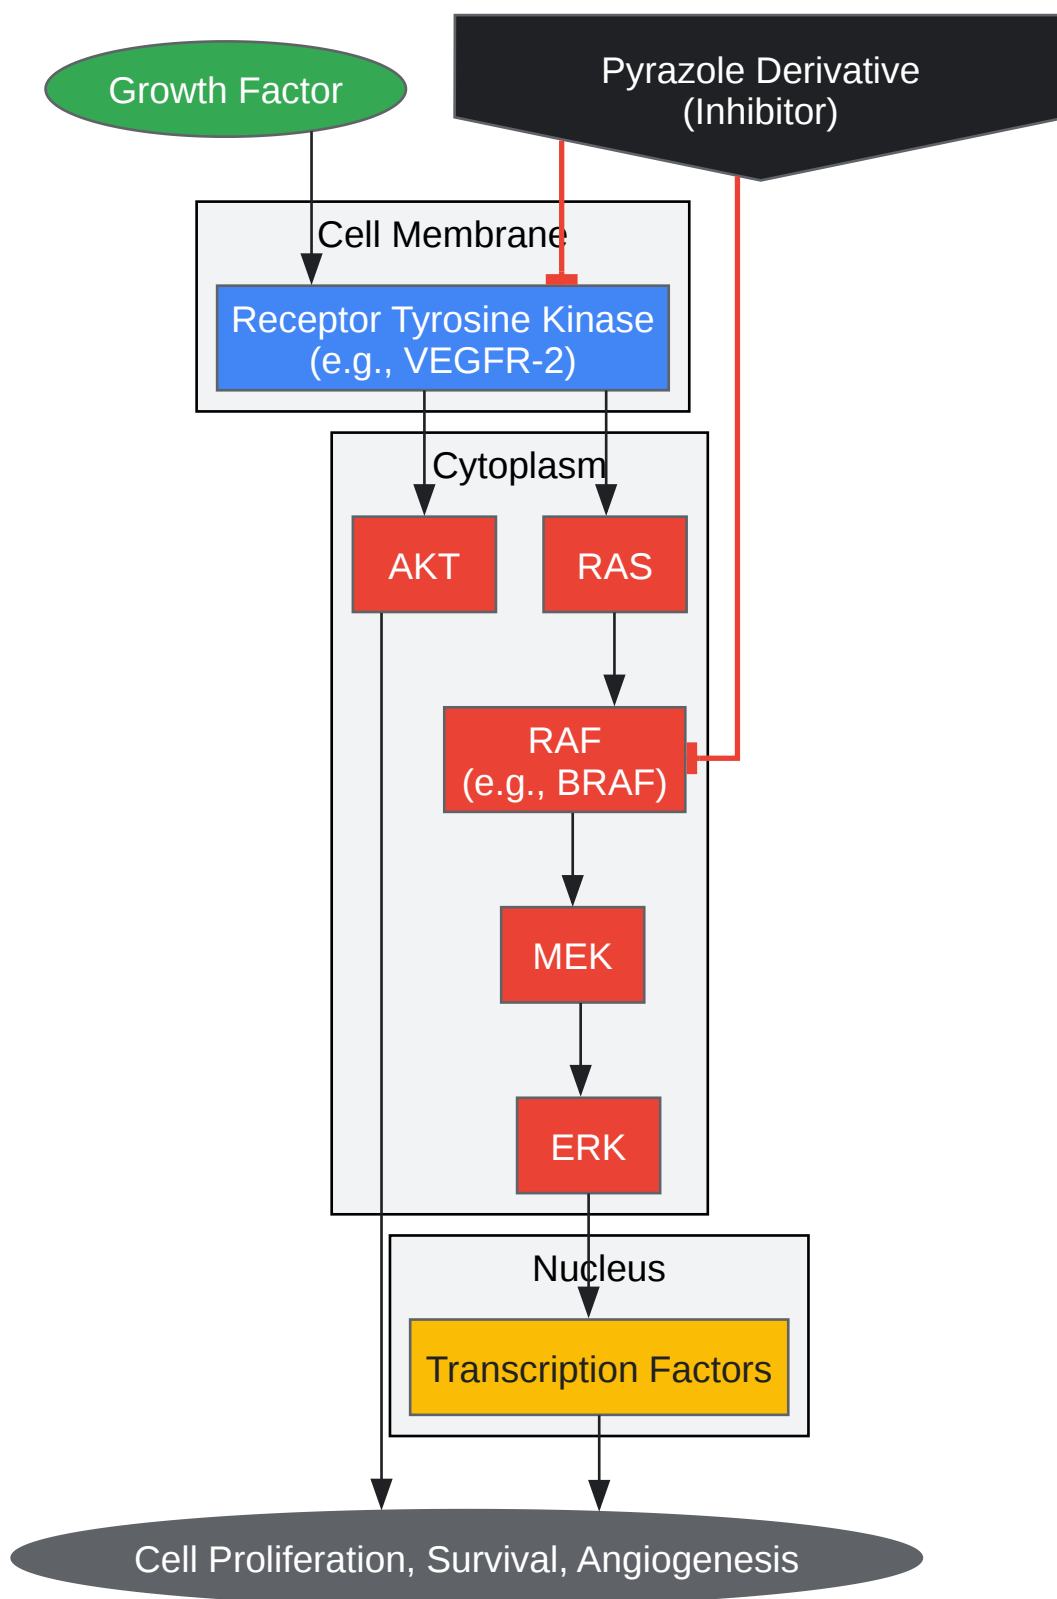 Growth Factor
Pyrazole Derivative
(Inhibitor)
Cell Membrane
Receptor Tyrosine Kinase
(e.g., VEGFR-2)
Cytoplasm
AKT
RAS
RAF
(e.g., BRAF)
MEK
ERK
Nucleus
Transcription Factors
Cell Proliferation, Survival, Angiogenesis